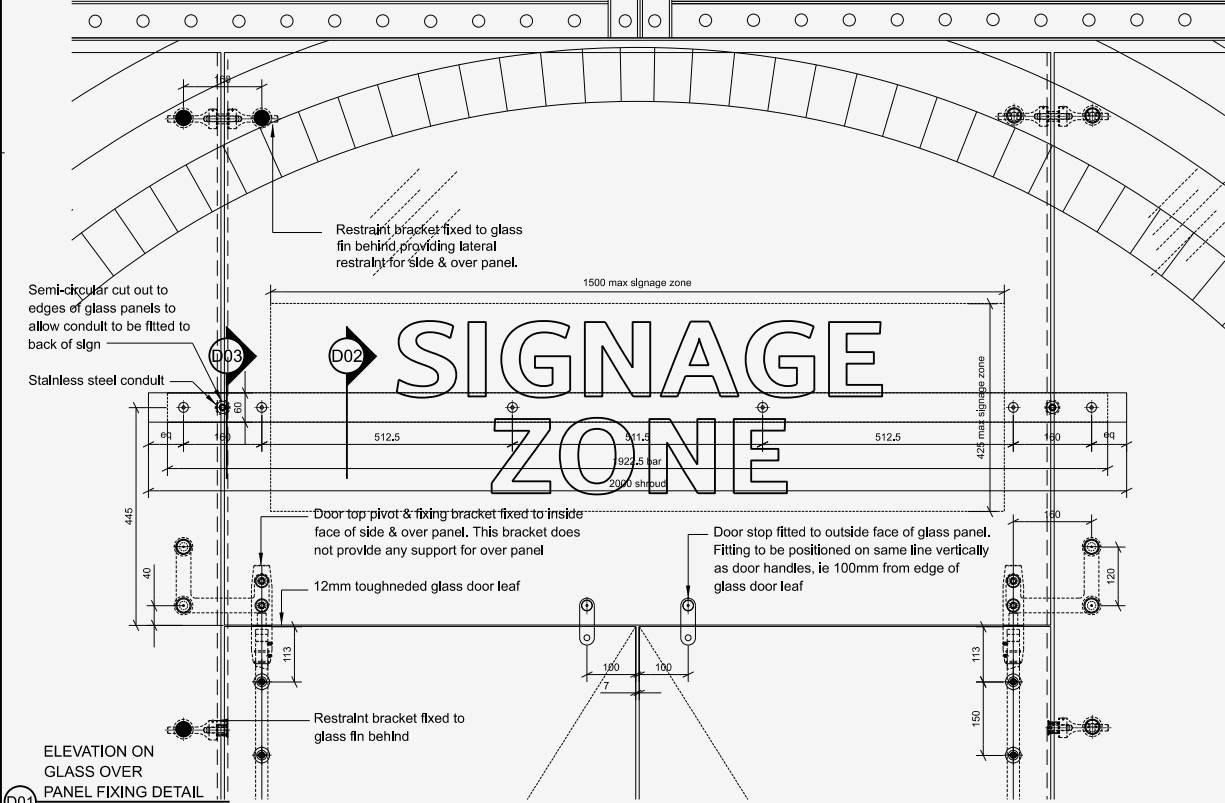 160
Restraint bracket fixed to glass
fin behind providing lateral
restraint for side & over panel.
Semi-circular cut out to
edges of glass panels to
allow conduit to be fitted to
back of sign
Stainless steel conduit
1500 max signage zone
D03
D02
SIGNAGE
ZONE
425 max signage zone
60
eq
160
512.5
511.5
512.5
160
eq
1922.5 bar
2000 shroud
445
Door top pivot & fixing bracket fixed to inside
face of side & over panel. This bracket does
not provide any support for over panel
Door stop fitted to outside face of glass panel.
Fitting to be positioned on same line vertically
as door handles, ie 100mm from edge of
glass door leaf
160
40
120
12mm toughneded glass door leaf
113
100
100
7
113
150
Restraint bracket fixed to
glass fin behind
ELEVATION ON
GLASS OVER
PANEL FIXING DETAIL
D01